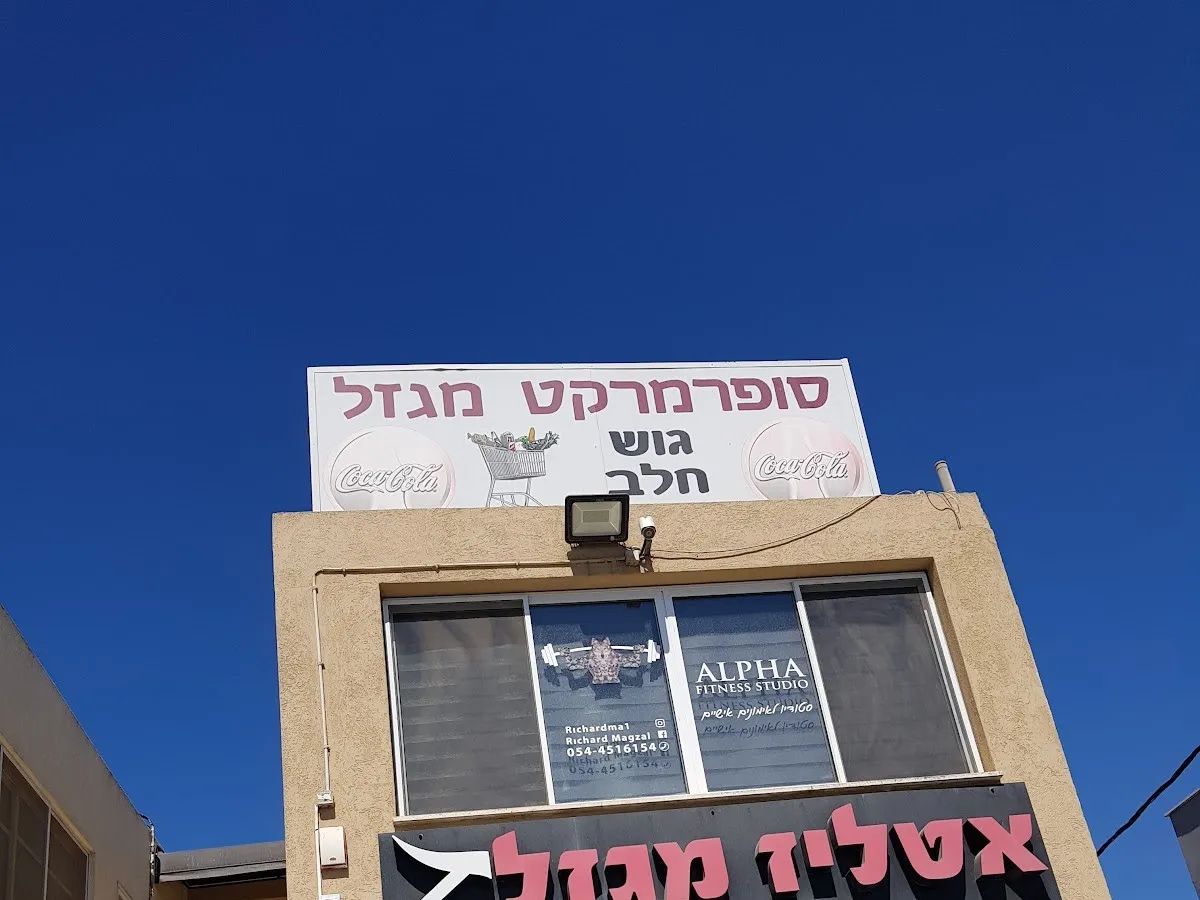 סופרמרקט מגזל
גוש
חלב
Coca-Cola
Coca-Cola
ALPHA
FITNESS STUDIO
סטודיו לאימונים אישיים
Richardma1
Richard Magzal
054-4516154
אטליז מגזל